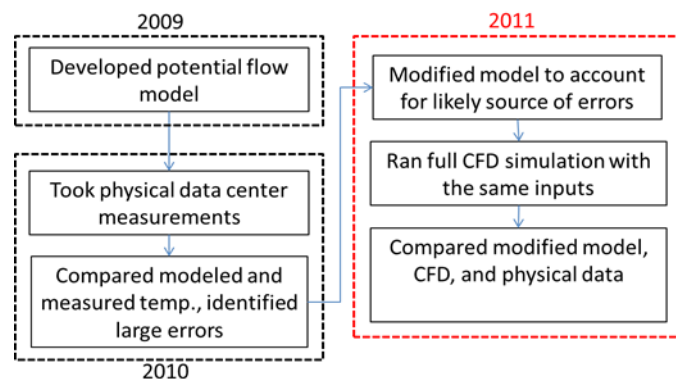 2009
Developed potential flow
model
Took physical data center
measurements
Compared modeled and
measured temp., identified
large errors
2010
2011
Modified model to account
for likely source of errors
Ran full CFD simulation with
the same inputs
Compared modified model,
CFD, and physical data